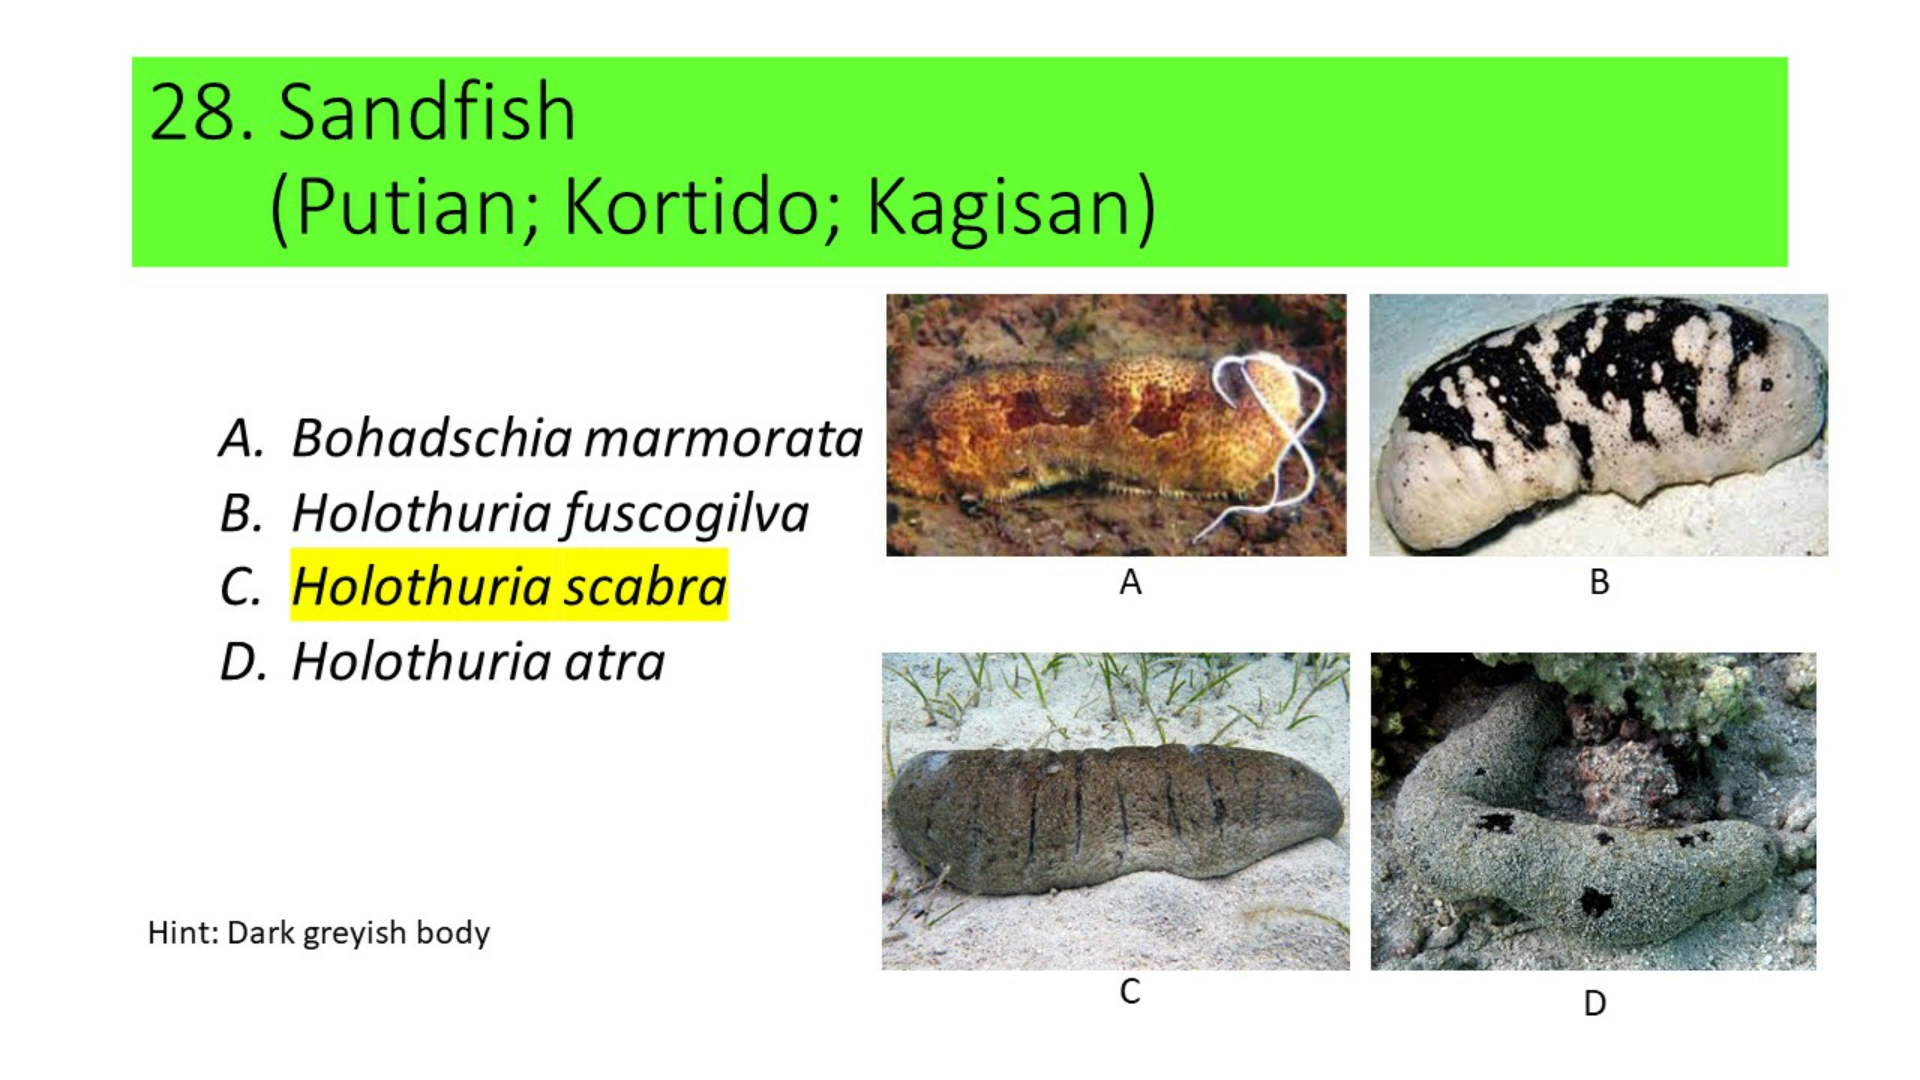 28. Sandfish
(Putian; Kortido; Kagisan)
A. Bohadschia marmorata
B. Holothuria fuscogilva
C. Holothuria scabra
D. Holothuria atra
Hint: Dark greyish body
A
B
C
D